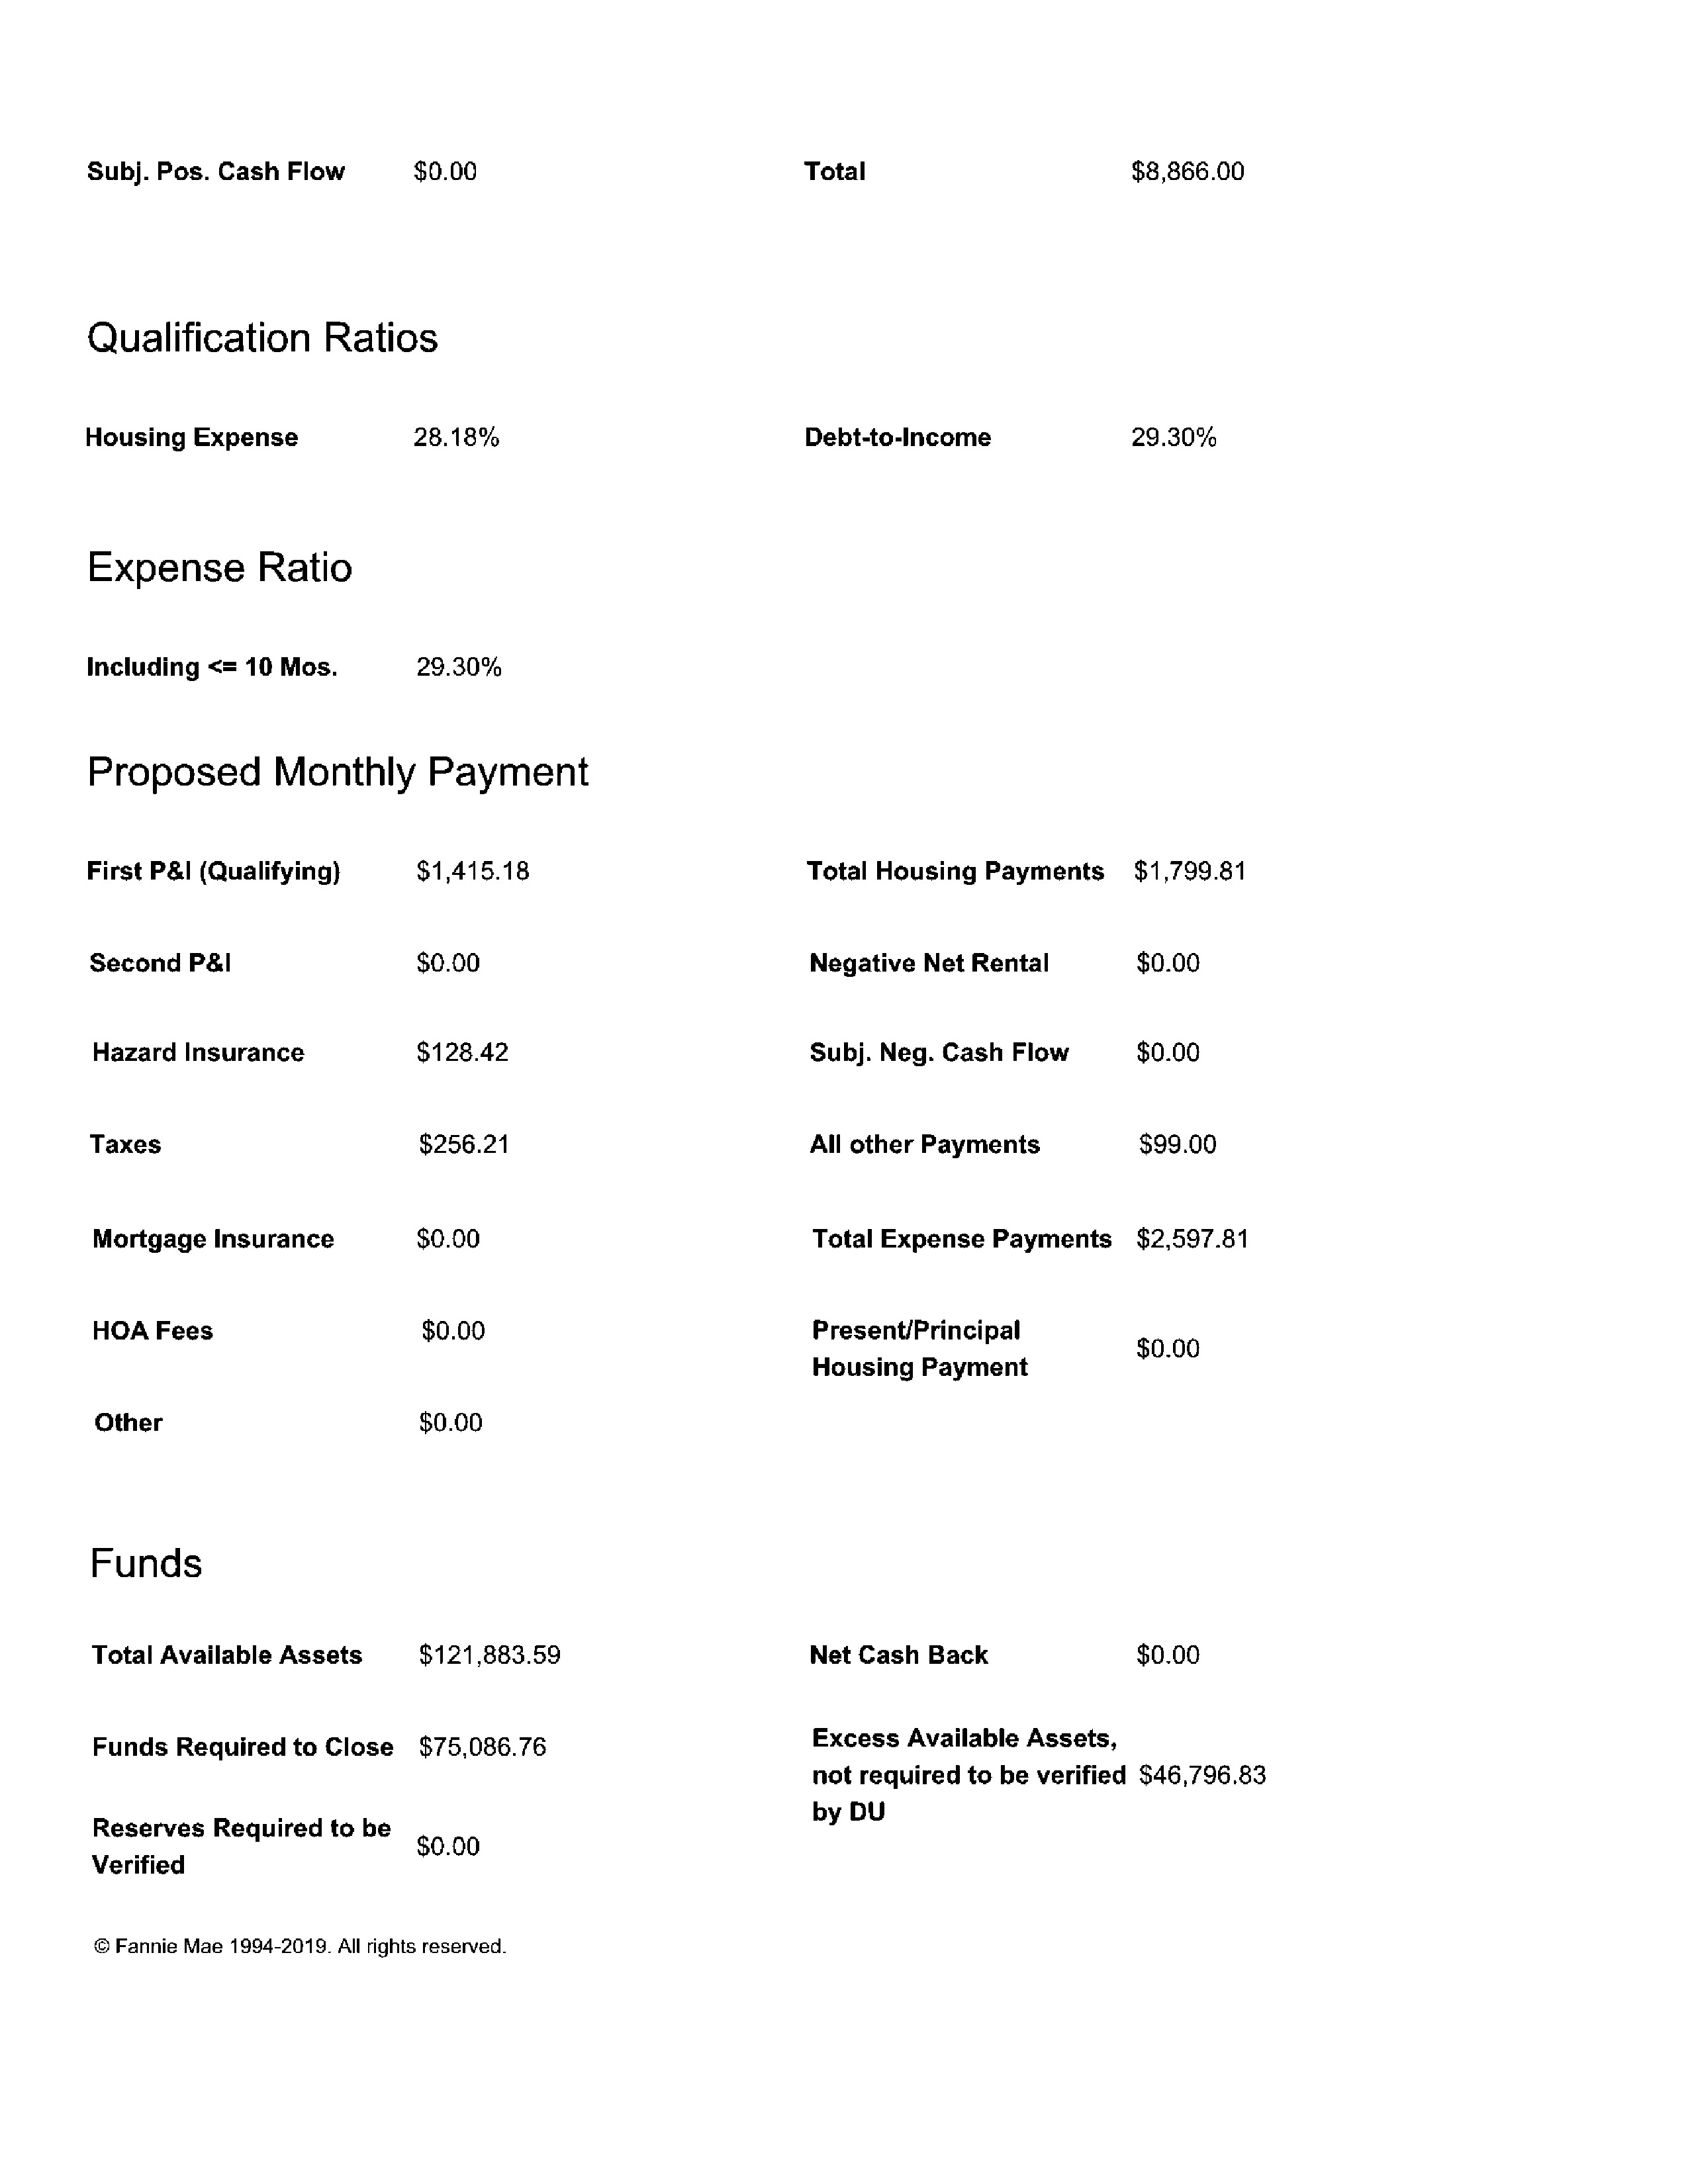 Subj. Pos. Cash Flow $0.00 Total $8,866.00
Qualification Ratios
Housing Expense 28.18% Debt-to-Income 29.30%
Expense Ratio
Including <= 10 Mos. 29.30%
Proposed Monthly Payment
First P&I (Qualifying) $1,415.18 Total Housing Payments $1,799.81
Second P&I $0.00 Negative Net Rental $0.00
Hazard Insurance $128.42 Subj. Neg. Cash Flow $0.00
Taxes $256.21 All other Payments $99.00
Mortgage Insurance $0.00 Total Expense Payments $2,597.81
HOA Fees $0.00 Present/Principal
Housing Payment $0.00
Other $0.00
Funds
Total Available Assets $121,883.59 Net Cash Back $0.00
Funds Required to Close $75,086.76 Excess Available Assets,
not required to be verified $46,796.83
by DU
Reserves Required to be
Verified $0.00
© Fannie Mae 1994-2019. All rights reserved.